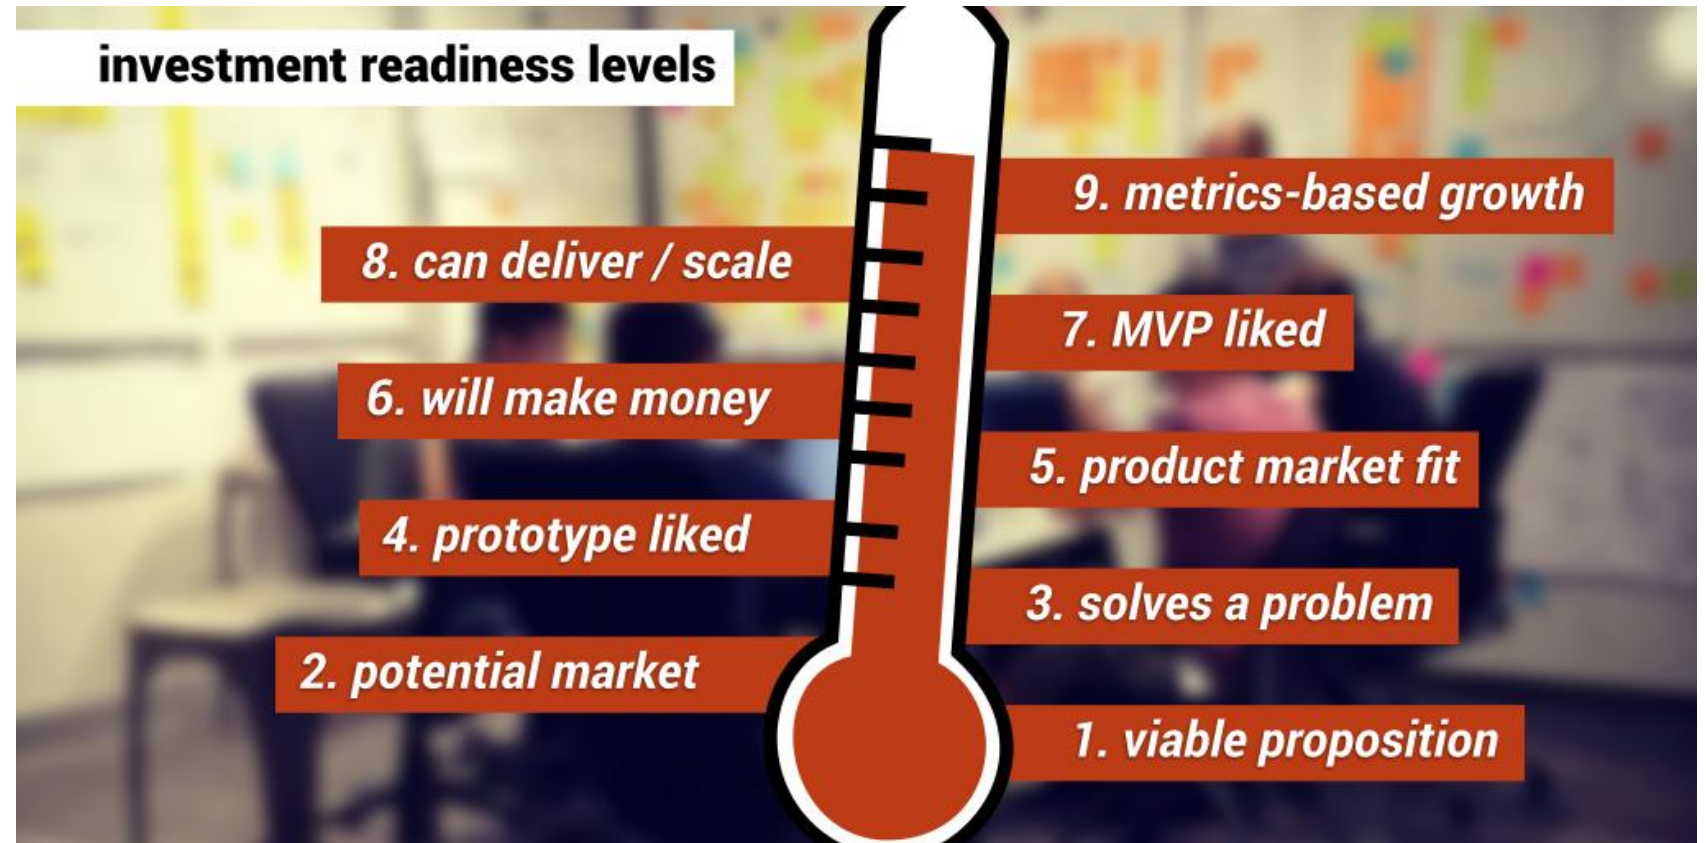 investment readiness levels
9. metrics-based growth
8. can deliver / scale
7. MVP liked
6. will make money
5. product market fit
4. prototype liked
3. solves a problem
2. potential market
1. viable proposition